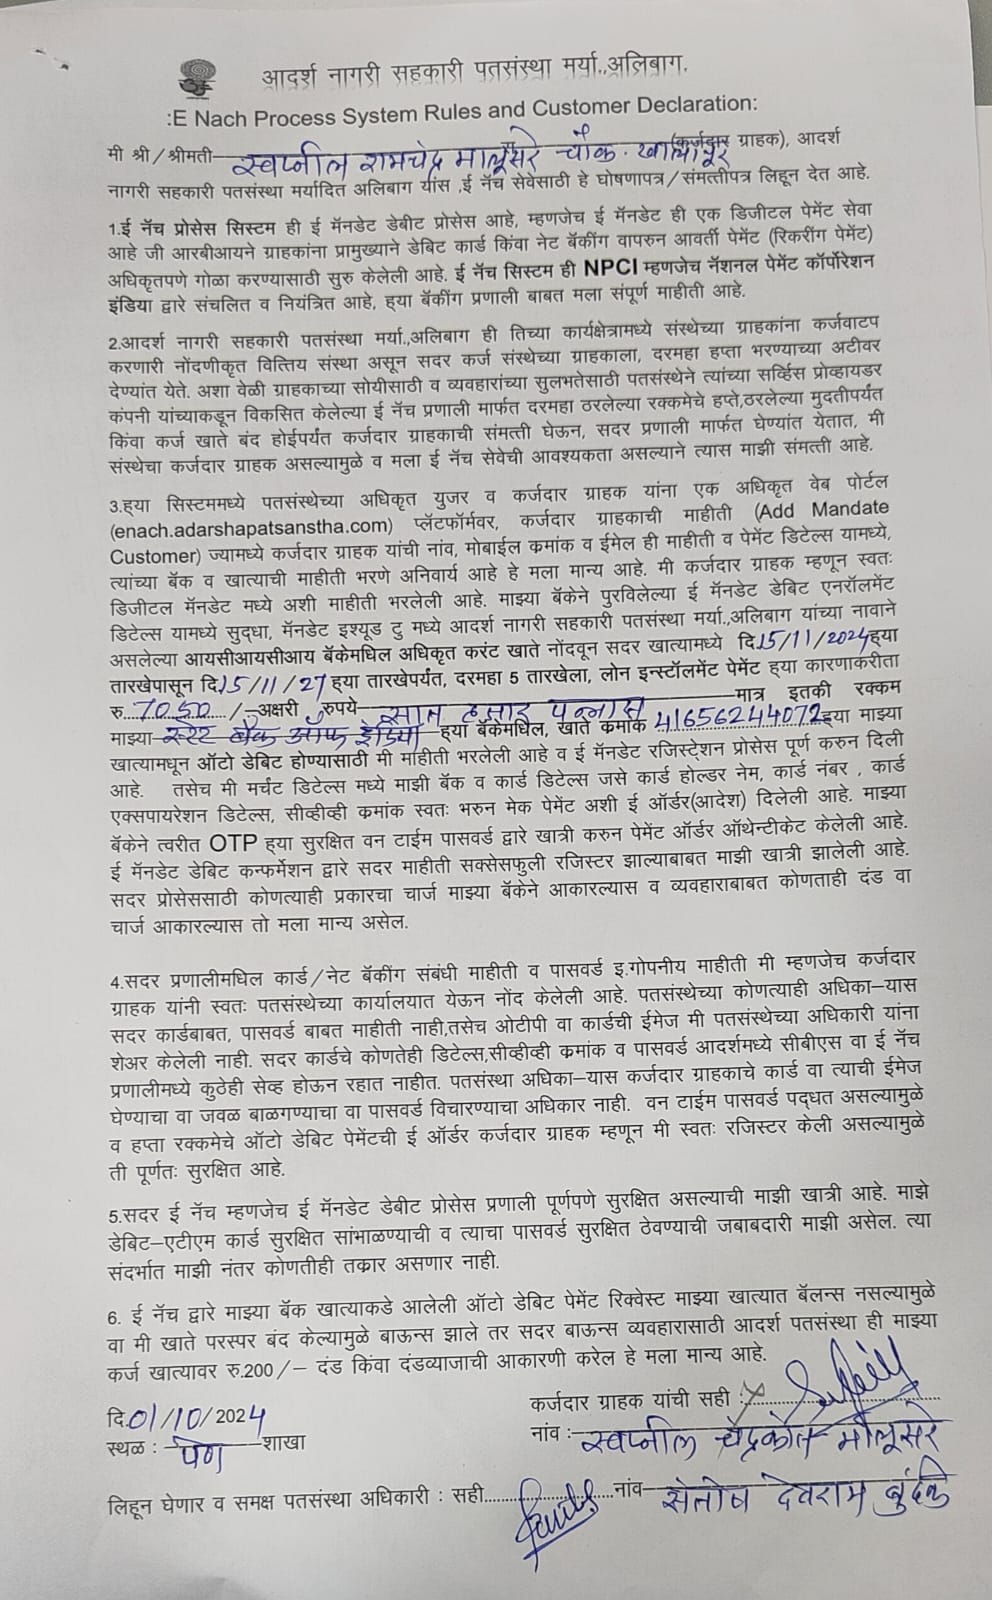 आदर्श नागरी सहकारी पतसंस्था मर्या.,अलिबाग.
:E Nach Process System Rules and Customer Declaration:
मी श्री/श्रीमती स्वप्नील रामचंद्र मालूसरे चौक. खालापूर (कर्जदार ग्राहक), आदर्श
नागरी सहकारी पतसंस्था मर्यादित अलिबाग यांस ,ई नॅच सेवेसाठी हे घोषणापत्र/संमत्तीपत्र लिहून देत आहे.
1.ई नॅच प्रोसेस सिस्टम ही ई मॅनडेट डेबीट प्रोसेस आहे, म्हणजेच ई मॅनडेट ही एक डिजीटल पेमेंट सेवा
आहे जी आरबीआयने ग्राहकांना प्रामुख्याने डेबिट कार्ड किंवा नेट बॅकींग वापरुन आवर्ती पेमेंट (रिकरींग पेमेंट)
अधिकृतपणे गोळा करण्यासाठी सुरु केलेली आहे. ई नॅच सिस्टम ही NPCI म्हणजेच नॅशनल पेमेंट कॉर्पोरेशन
इंडिया द्वारे संचलित व नियंत्रित आहे, ह्या बॅकींग प्रणाली बाबत मला संपूर्ण माहीती आहे.
2.आदर्श नागरी सहकारी पतसंस्था मर्या.,अलिबाग ही तिच्या कार्यक्षेत्रामध्ये संस्थेच्या ग्राहकांना कर्जवाटप
करणारी नोंदणीकृत वित्तिय संस्था असून सदर कर्ज संस्थेच्या ग्राहकाला, दरमहा हप्ता भरण्याच्या अटीवर
देण्यांत येते. अशा वेळी ग्राहकाच्या सोयीसाठी व व्यवहारांच्या सुलभतेसाठी पतसंस्थेने त्यांच्या सर्व्हिस प्रोव्हायडर
कंपनी यांच्याकडून विकसित केलेल्या ई नॅच प्रणाली मार्फत दरमहा ठरलेल्या रक्कमेचे हप्ते,ठरलेल्या मुदतीपर्यंत
किंवा कर्ज खाते बंद होईपर्यंत कर्जदार ग्राहकाची संमत्ती घेऊन, सदर प्रणाली मार्फत घेण्यांत येतात, मी
संस्थेचा कर्जदार ग्राहक असल्यामुळे व मला ई नॅच सेवेची आवश्यकता असल्याने त्यास माझी संमत्ती आहे.
3.ह्या सिस्टममध्ये पतसंस्थेच्या अधिकृत युजर व कर्जदार ग्राहक यांना एक अधिकृत वेब पोर्टल
(enach.adarshapatsanstha.com) प्लॅटफॉर्मवर, कर्जदार ग्राहकाची माहीती (Add Mandate
Customer) ज्यामध्ये कर्जदार ग्राहक यांची नांव, मोबाईल क्रमांक व ईमेल ही माहीती व पेमेंट डिटेल्स यामध्ये,
त्यांच्या बॅक व खात्याची माहीती भरणे अनिवार्य आहे हे मला मान्य आहे. मी कर्जदार ग्राहक म्हणून स्वतः
डिजीटल मॅनडेट मध्ये अशी माहीती भरलेली आहे. माझ्या बॅकेने पुरविलेल्या ई मॅनडेट डेबिट एनरॉलमेंट
डिटेल्स यामध्ये सुद्धा, मॅनडेट इश्यूड टु मध्ये आदर्श नागरी सहकारी पतसंस्था मर्या.,अलिबाग यांच्या नावाने
असलेल्या आयसीआयसीआय बॅकेमधिल अधिकृत करंट खाते नोंदवून सदर खात्यामध्ये दि.15/11/2024ह्या
तारखेपासून दि.15/11/27 ह्या तारखेपर्यंत, दरमहा 5 तारखेला, लोन इन्स्टॉलमेंट पेमेंट ह्या कारणाकरीता
रु. 7050 /-अक्षरी रुपये सात हजार पन्नास मात्र इतकी रक्कम
माझ्या स्टेट बँक ऑफ इंडिया ह्या बॅकेमधिल, खाते क्रमांक 41656244072 ह्या माझ्या
खात्यामधून ऑटो डेबिट होण्यासाठी मी माहीती भरलेली आहे व ई मॅनडेट रजिस्ट्रेशन प्रोसेस पूर्ण करुन दिली
आहे. तसेच मी मर्चंट डिटेल्स मध्ये माझी बॅक व कार्ड डिटेल्स जसे कार्ड होल्डर नेम, कार्ड नंबर , कार्ड
एक्सपायरेशन डिटेल्स, सीव्हीव्ही क्रमांक स्वतः भरुन मेक पेमेंट अशी ई ऑर्डर(आदेश) दिलेली आहे. माझ्या
बॅकेने त्वरीत OTP ह्या सुरक्षित वन टाईम पासवर्ड द्वारे खात्री करुन पेमेंट ऑर्डर ऑथेन्टीकेट केलेली आहे.
ई मॅनडेट डेबिट कन्फर्मेशन द्वारे सदर माहीती सक्सेसफुली रजिस्टर झाल्याबाबत माझी खात्री झालेली आहे.
सदर प्रोसेससाठी कोणत्याही प्रकारचा चार्ज माझ्या बॅकेने आकारल्यास व व्यवहाराबाबत कोणताही दंड वा
चार्ज आकारल्यास तो मला मान्य असेल.
4.सदर प्रणालीमधिल कार्ड/नेट बॅकींग संबंधी माहीती व पासवर्ड इ.गोपनीय माहीती मी म्हणजेच कर्जदार
ग्राहक यांनी स्वतः पतसंस्थेच्या कार्यालयात येऊन नोंद केलेली आहे. पतसंस्थेच्या कोणत्याही अधिका-यास
सदर कार्डबाबत, पासवर्ड बाबत माहीती नाही,तसेच ओटीपी वा कार्डची ईमेज मी पतसंस्थेच्या अधिकारी यांना
शेअर केलेली नाही. सदर कार्डचे कोणतेही डिटेल्स,सीव्हीव्ही क्रमांक व पासवर्ड आदर्शमध्ये सीबीएस वा ई नॅच
प्रणालीमध्ये कुठेही सेव्ह होऊन रहात नाहीत. पतसंस्था अधिका-यास कर्जदार ग्राहकाचे कार्ड वा त्याची ईमेज
घेण्याचा वा जवळ बाळगण्याचा वा पासवर्ड विचारण्याचा अधिकार नाही. वन टाईम पासवर्ड पद्धत असल्यामुळे
व हप्ता रक्कमेचे ऑटो डेबिट पेमेंटची ई ऑर्डर कर्जदार ग्राहक म्हणून मी स्वतः रजिस्टर केली असल्यामुळे
ती पूर्णतः सुरक्षित आहे.
5.सदर ई नॅच म्हणजेच ई मॅनडेट डेबीट प्रोसेस प्रणाली पूर्णपणे सुरक्षित असल्याची माझी खात्री आहे. माझे
डेबिट-एटीएम कार्ड सुरक्षित सांभाळण्याची व त्याचा पासवर्ड सुरक्षित ठेवण्याची जबाबदारी माझी असेल. त्या
संदर्भात माझी नंतर कोणतीही तक्रार असणार नाही.
6. ई नॅच द्वारे माझ्या बॅक खात्याकडे आलेली ऑटो डेबिट पेमेंट रिक्वेस्ट माझ्या खात्यात बॅलन्स नसल्यामुळे
वा मी खाते परस्पर बंद केल्यामुळे बाऊन्स झाले तर सदर बाऊन्स व्यवहारासाठी आदर्श पतसंस्था ही माझ्या
कर्ज खात्यावर रु.200/- दंड किंवा दंडव्याजाची आकारणी करेल हे मला मान्य आहे.
कर्जदार ग्राहक यांची सही :
दि.01/10/2024
नांव :- स्वप्नील चंद्रकांत मालूसरे
स्थळ : पेण शाखा
लिहून घेणार व समक्ष पतसंस्था अधिकारी : सही नांव संतोष देवराम